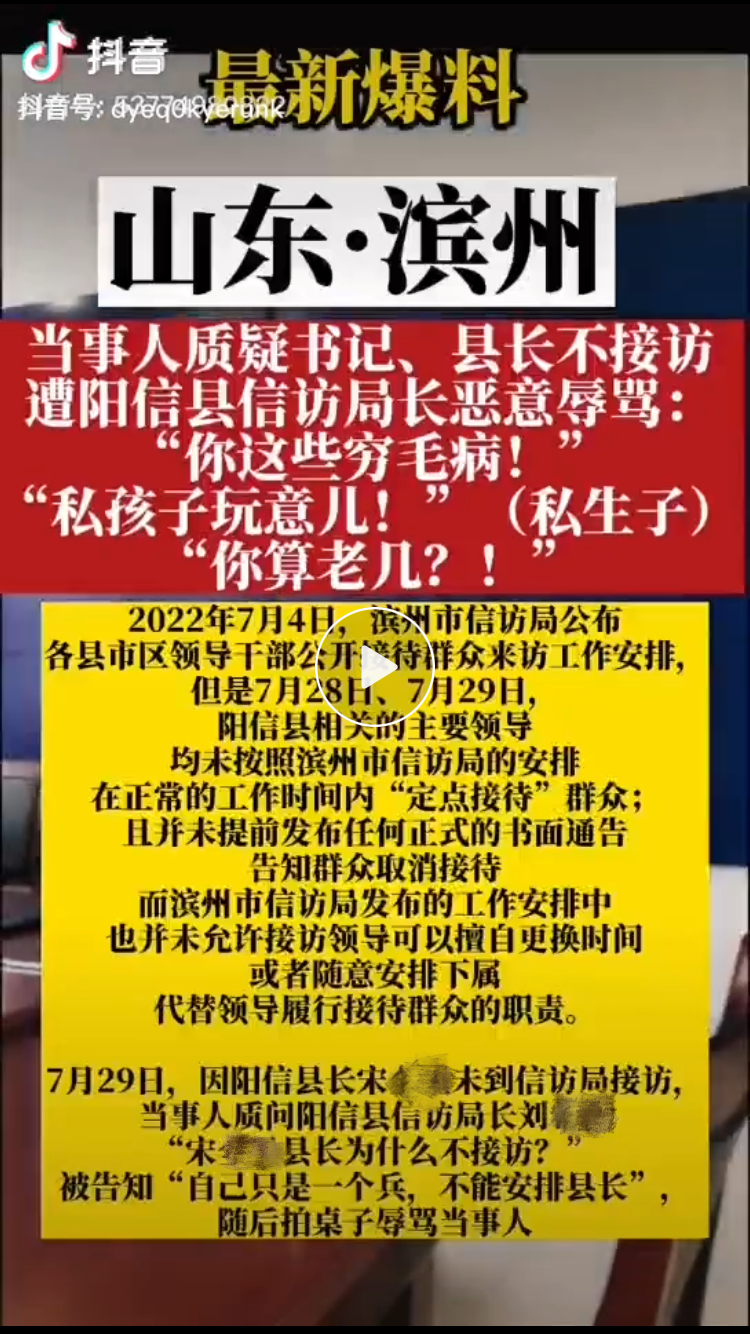 抖音
最新爆料
抖音号:
山东·滨州
当事人质疑书记、县长不接访
遭阳信县信访局长恶意辱骂：
“你这些穷毛病！”
“私孩子玩意儿！”（私生子）
“你算老几？！”
2022年7月4日，滨州市信访局公布
各县市区领导干部公开接待群众来访工作安排，
但是7月28日、7月29日，
阳信县相关的主要领导
均未按照滨州市信访局的安排
在正常的工作时间内“定点接待”群众；
且并未提前发布任何正式的书面通告
告知群众取消接待
而滨州市信访局发布的工作安排中
也并未允许接访领导可以擅自更换时间
或者随意安排下属
代替领导履行接待群众的职责。
7月29日，因阳信县长宋未到信访局接访，
当事人质问阳信县信访局长刘
“宋县长为什么不接访？”
被告知“自己只是一个兵，不能安排县长”，
随后拍桌子辱骂当事人